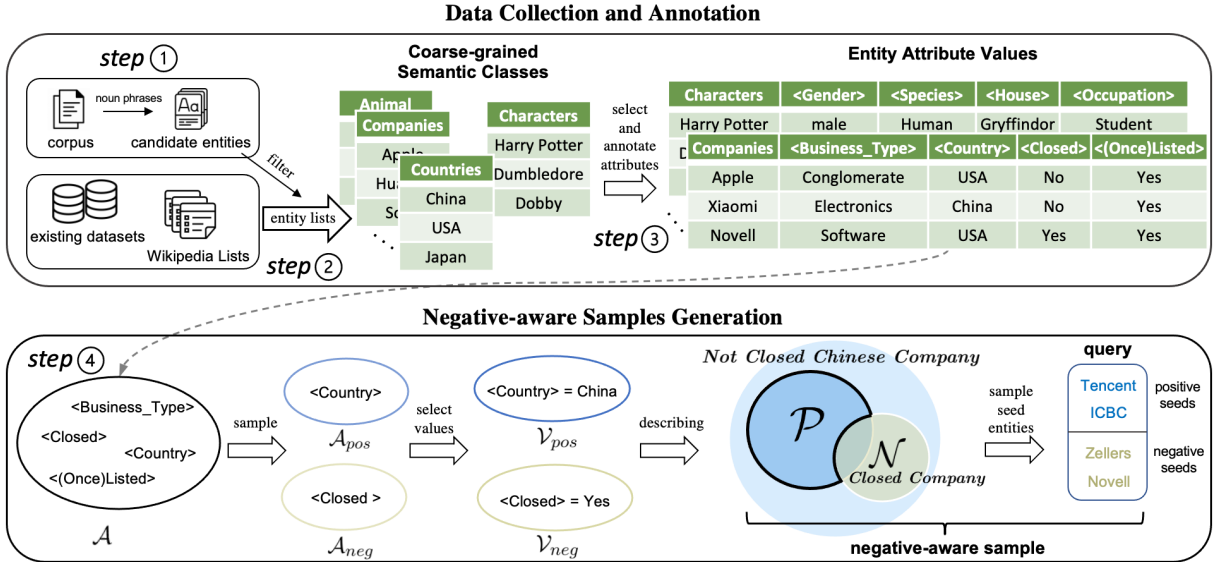 Data Collection and Annotation
step 1
noun phrases
corpus
candidate entities
filter
existing datasets
Wikipedia Lists
entity lists
step 2
Coarse-grained
Semantic Classes
Animal
Companies
Countries
China
USA
Japan
Characters
Harry Potter
Dumbledore
Dobby
select
and
annotate
attributes
step 3
Entity Attribute Values
Characters <Gender> <Species> <House> <Occupation>
Harry Potter male Human Gryffindor Student
Companies <Business_Type> <Country> <Closed> <(Once)Listed>
Apple Conglomerate USA No Yes
Xiaomi Electronics China No Yes
Novell Software USA Yes Yes
Negative-aware Samples Generation
step 4
<Business_Type>
<Closed>
<Country>
<(Once)Listed>
𝒜
sample
<Country>
𝒜pos
<Closed >
𝒜neg
select
values
<Country> = China
𝒱pos
<Closed> = Yes
𝒱neg
describing
Not Closed Chinese Company
𝒫
𝒩
Closed Company
sample
seed
entities
query
Tencent
ICBC
positive
seeds
Zellers
Novell
negative
seeds
negative-aware sample